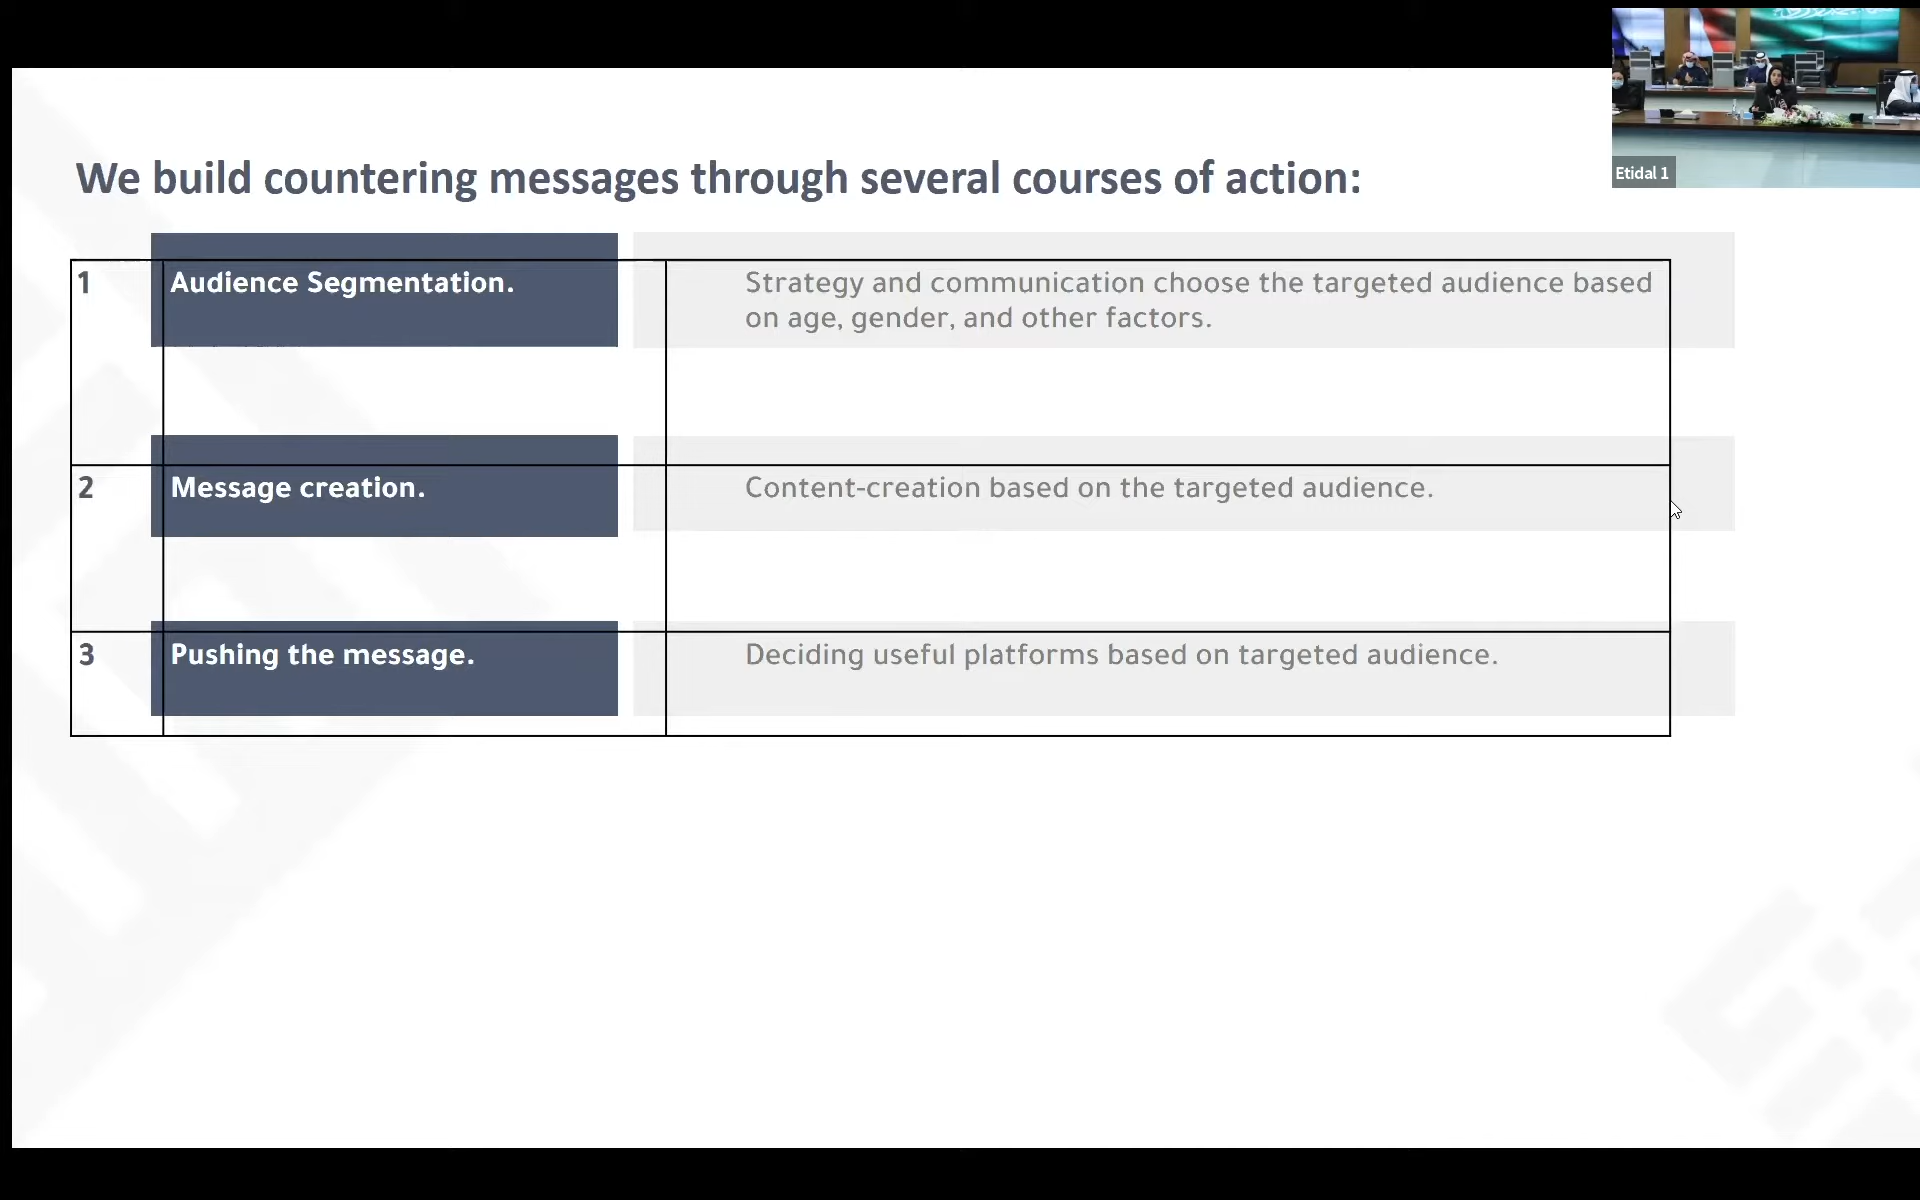 Etidal 1
We build countering messages through several courses of action:
1
Audience Segmentation.
Strategy and communication choose the targeted audience based
on age, gender, and other factors.
2
Message creation.
Content-creation based on the targeted audience.
3
Pushing the message.
Deciding useful platforms based on targeted audience.